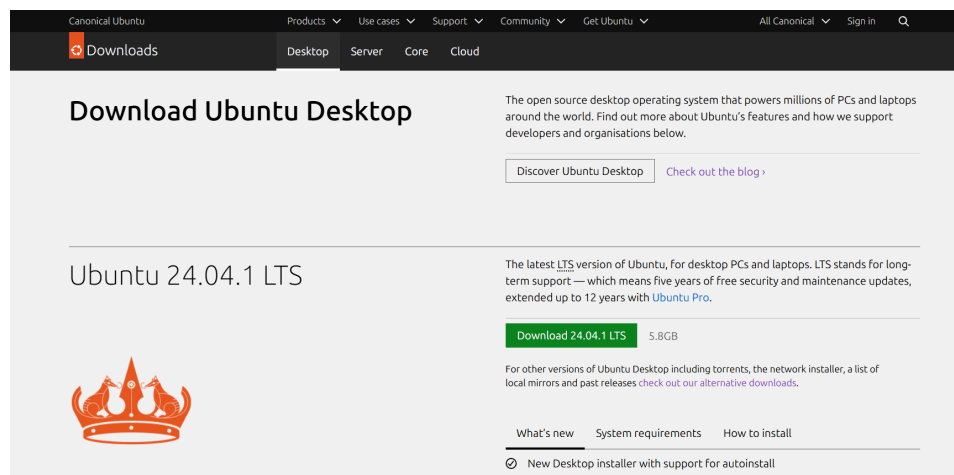 Canonical Ubuntu Products Use cases Support Community Get Ubuntu All Canonical Sign in
Downloads Desktop Server Core Cloud
Download Ubuntu Desktop
The open source desktop operating system that powers millions of PCs and laptops
around the world. Find out more about Ubuntu's features and how we support
developers and organisations below.
Discover Ubuntu Desktop Check out the blog ›
Ubuntu 24.04.1 LTS
The latest LTS version of Ubuntu, for desktop PCs and laptops. LTS stands for long-
term support — which means five years of free security and maintenance updates,
extended up to 12 years with Ubuntu Pro.
Download 24.04.1 LTS 5.8GB
For other versions of Ubuntu Desktop including torrents, the network installer, a list of
local mirrors and past releases check out our alternative downloads.
What's new System requirements How to install
New Desktop installer with support for autoinstall